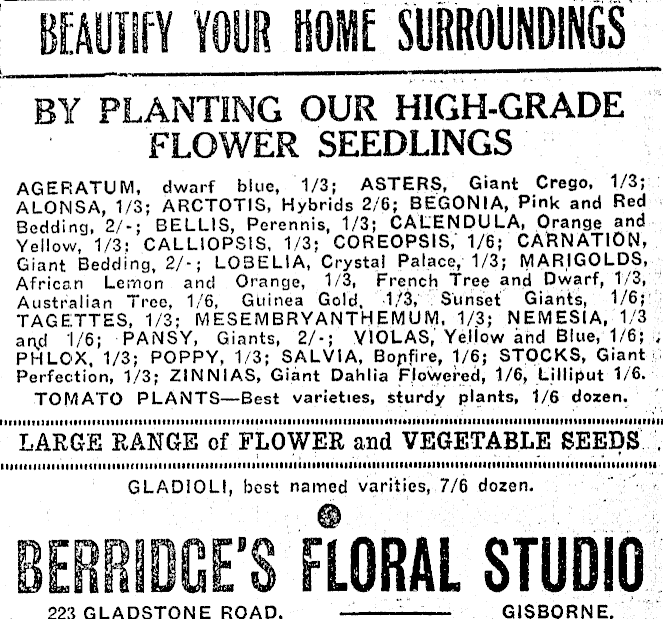 BEAUTIFY YOUR HOME SURROUNDINGS
BY PLANTING OUR HIGH-GRADE
FLOWER SEEDLINGS
AGERATUM, dwarf blue, 1/3; ASTERS, Giant Crego, 1/3;
ALONSA, 1/3; ARCTOTIS, Hybrids 2/6; BEGONIA, Pink and Red
Bedding, 2/-; BELLIS, Perennis, 1/3; CALENDULA, Orange and
Yellow, 1/3; CALLIOPSIS, 1/3; COREOPSIS, 1/6; CARNATION,
Giant Bedding, 2/-; LOBELIA, Crystal Palace, 1/3; MARIGOLDS,
African Lemon and Orange, 1/3, French Tree and Dwarf, 1/3,
Australian Tree, 1/6, Guinea Gold, 1/3, Sunset Giants, 1/6;
TAGETTES, 1/3; MESEMBRYANTHEMUM, 1/3; NEMESIA, 1/3
and 1/6; PANSY, Giants, 2/-; VIOLAS, Yellow and Blue, 1/6;
PHLOX, 1/3; POPPY, 1/3; SALVIA, Bonfire, 1/6; STOCKS, Giant
Perfection, 1/3; ZINNIAS, Giant Dahlia Flowered, 1/6, Lilliput 1/6.
TOMATO PLANTS—Best varieties, sturdy plants, 1/6 dozen.
LARGE RANGE of FLOWER and VEGETABLE SEEDS
GLADIOLI, best named varities, 7/6 dozen.
BERRIDGE'S FLORAL STUDIO
223 GLADSTONE ROAD, GISBORNE.